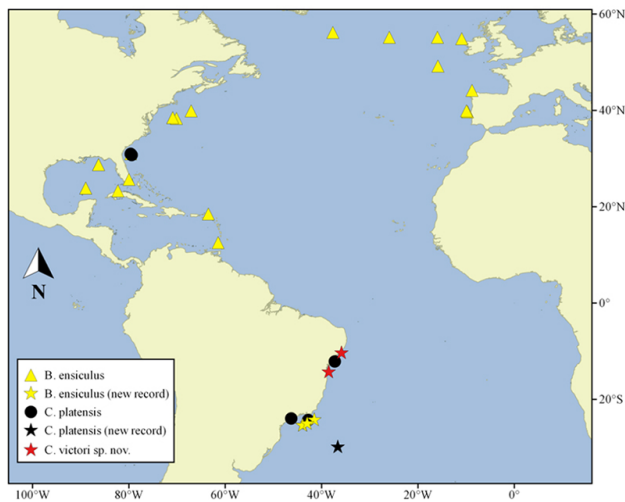 60°N
40°N
20°N
0°
20°S
N
B. ensiculus
B. ensiculus (new record)
C. platensis
C. platensis (new record)
C. victori sp. nov.
100°W 80°W 60°W 40°W 20°W 0°